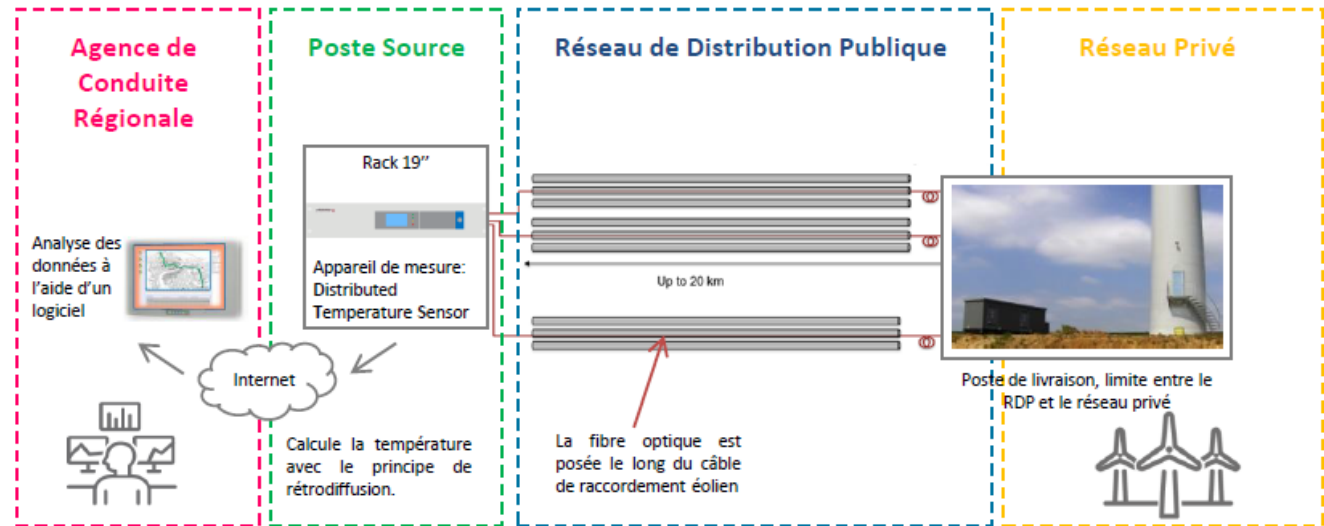 Agence de
Conduite
Régionale
Analyse des
données à
l'aide d'un
logiciel
Internet
Poste Source
Rack 19’’
Appareil de mesure:
Distributed
Temperature Sensor
Calcule la température
avec le principe de
rétrodiffusion.
Réseau de Distribution Publique
Up to 20 km
La fibre optique est
posée le long du câble
de raccordement éolien
Réseau Privé
Poste de livraison, limite entre le
RDP et le réseau privé